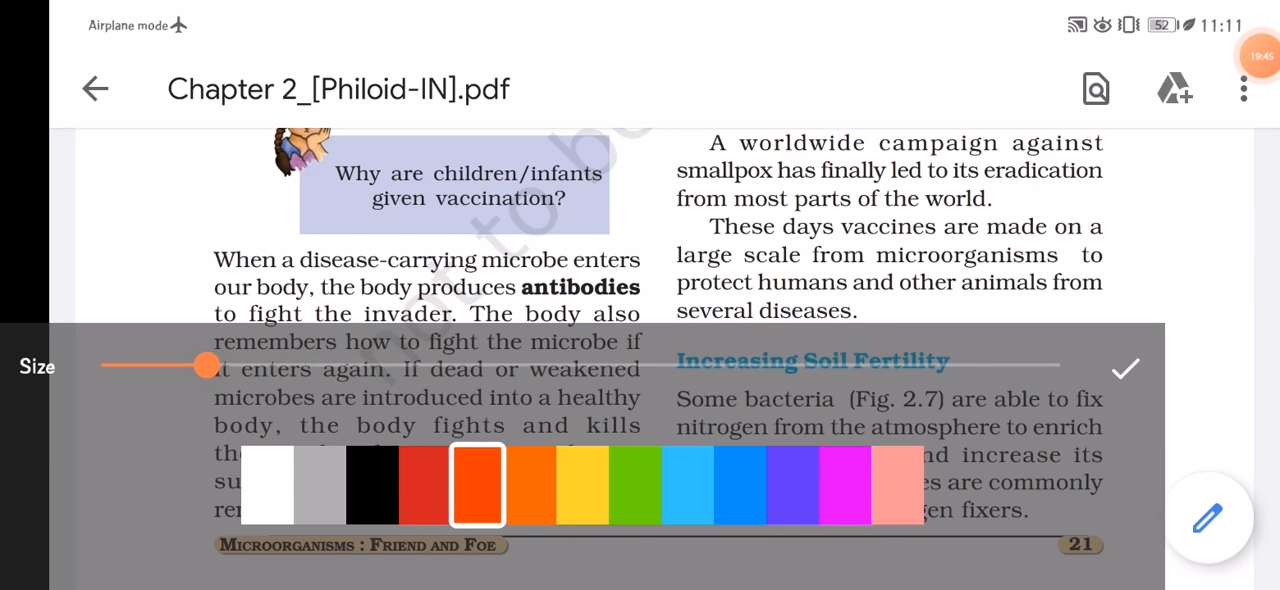 Airplane mode
52
11:11
19:45
Chapter 2_[Philoid-IN].pdf
Why are children/infants
given vaccination?
When a disease-carrying microbe enters
our body, the body produces antibodies
to fight the invader. The body also
remembers how to fight the microbe if
it enters again. If dead or weakened
microbes are introduced into a healthy
body, the body fights and kills
A worldwide campaign against
smallpox has finally led to its eradication
from most parts of the world.
These days vaccines are made on a
large scale from microorganisms to
protect humans and other animals from
several diseases.
Increasing Soil Fertility
Some bacteria (Fig. 2.7) are able to fix
nitrogen from the atmosphere to enrich
nd increase its
es are commonly
gen fixers.
not to b
Size
MICROORGANISMS : FRIEND AND FOE
21